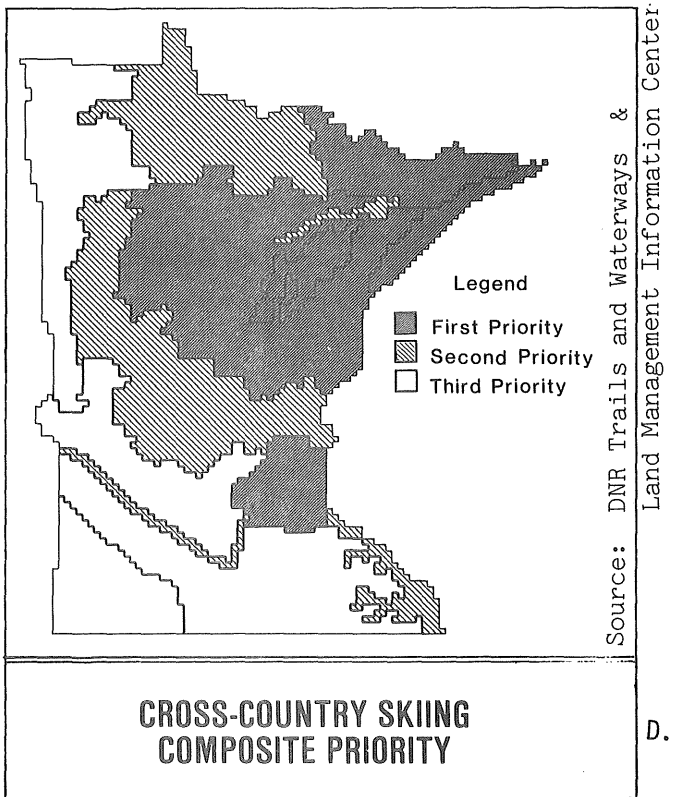 Legend
First Priority
Second Priority
Third Priority
Source: DNR Trails and Waterways &
Land Management Information Center
CROSS-COUNTRY SKIING
COMPOSITE PRIORITY
D.